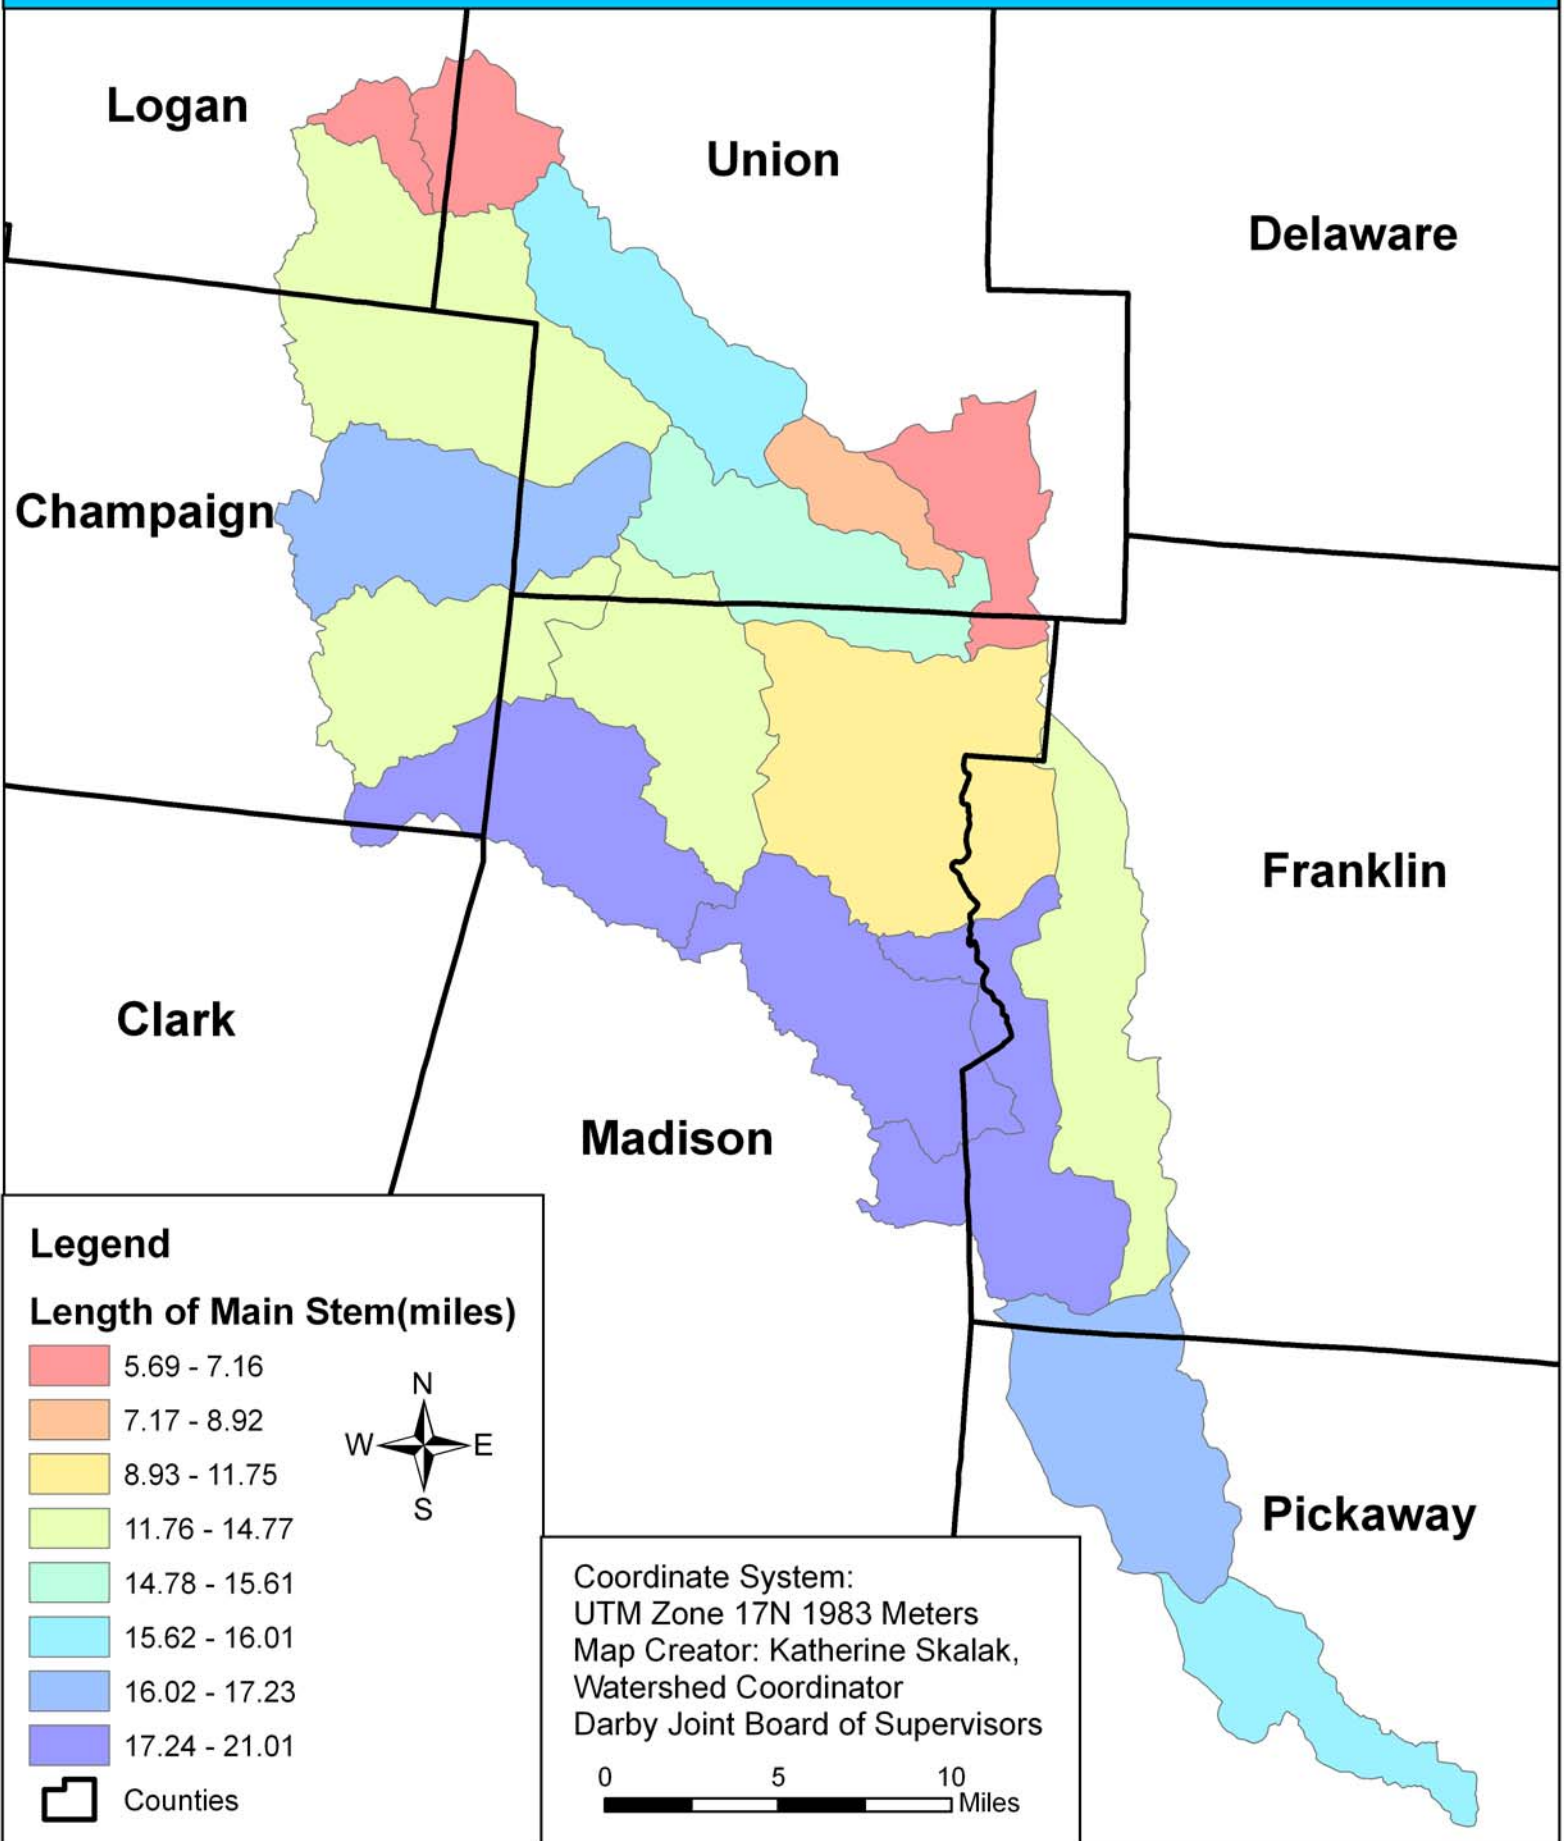 Logan
Union
Delaware
Champaign
Franklin
Clark
Madison
Pickaway
Legend
Length of Main Stem(miles)
5.69 - 7.16
7.17 - 8.92
8.93 - 11.75
11.76 - 14.77
14.78 - 15.61
15.62 - 16.01
16.02 - 17.23
17.24 - 21.01
Counties
N
W E
S
Coordinate System:
UTM Zone 17N 1983 Meters
Map Creator: Katherine Skalak,
Watershed Coordinator
Darby Joint Board of Supervisors
0 5 10
Miles